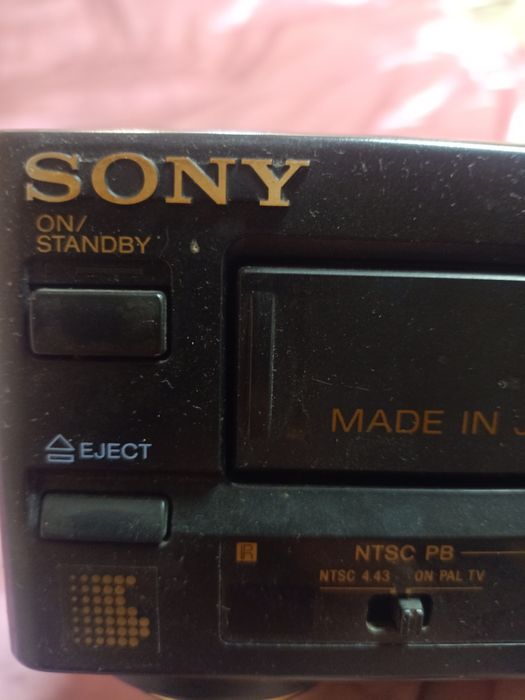 SONY
ON/
STANDBY
MADE IN J
EJECT
NTSC PB
NTSC 4.43 ON PAL TV